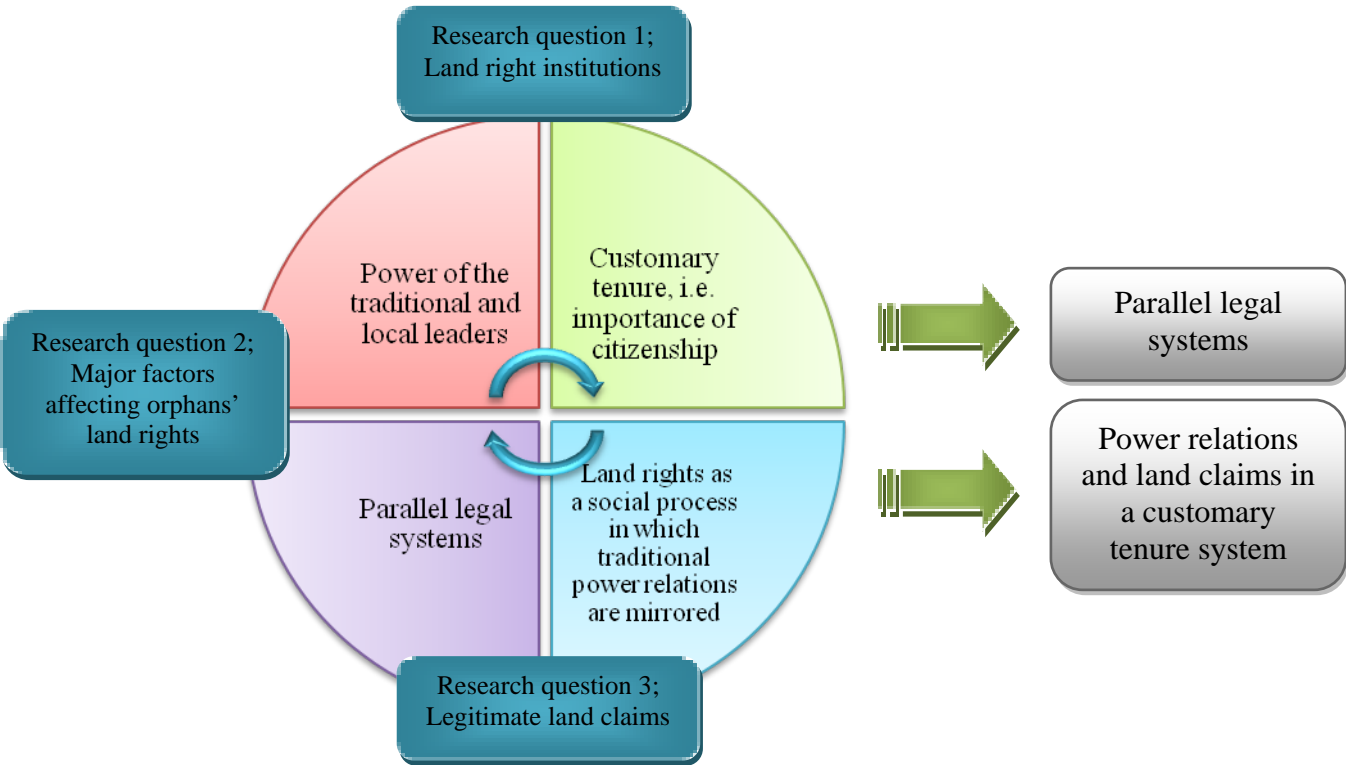 Research question 1;
Land right institutions
Power of the
traditional and
local leaders
Customary
tenure, i.e.
importance of
citizenship
Research question 2;
Major factors
affecting orphans’
land rights
Parallel legal
systems
Land rights as
a social process
in which
traditional
power relations
are mirrored
Research question 3;
Legitimate land claims
Parallel legal
systems
Power relations
and land claims in
a customary
tenure system